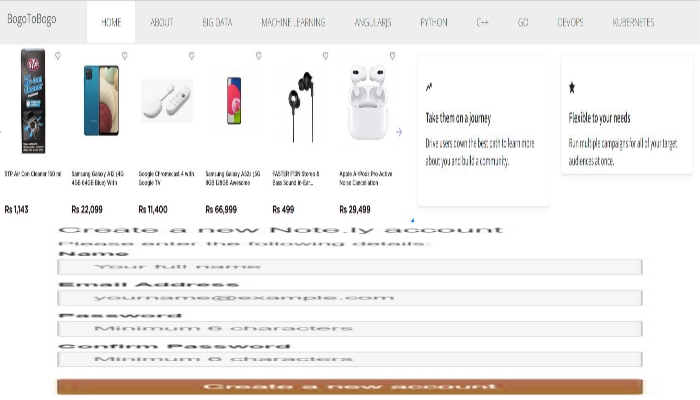 BogoToBogo
HOME
ABOUT
BIG DATA
MACHINE LEARNING
ANGULARJS
PYTHON
C++
GO
DEVOPS
KUBERNETES
STP Air Con Cleaner 150 ml
Rs 1,143
Samsung Galaxy A12 (4G
4GB 64GB Blue) With
Rs 22,099
Google Chromecast 4 with
Google TV
Rs 11,400
Samsung Galaxy A52s (5G
8GB 128GB Awesome
Rs 66,999
FASTER F13N Stereo &
Bass Sound In-Ear...
Rs 499
Apple AirPods Pro Active
Noise Cancelation
Rs 29,499
Take them on a journey
Drive users down the best path to learn more
about you and build a community.
Flexible to your needs
Run multiple campaigns for all of your target
audiences at once.
Create a new Note.ly account
Please enter the following details:
Name
Your full name
Email Address
yourname@example.com
Password
Minimum 6 characters
Confirm Password
Minimum 6 characters
Create a new account